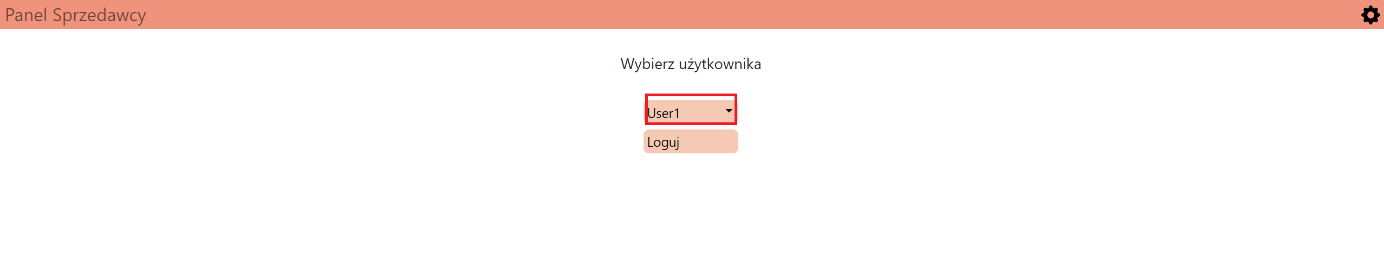 Panel Sprzedawcy
Wybierz użytkownika
User1
Loguj